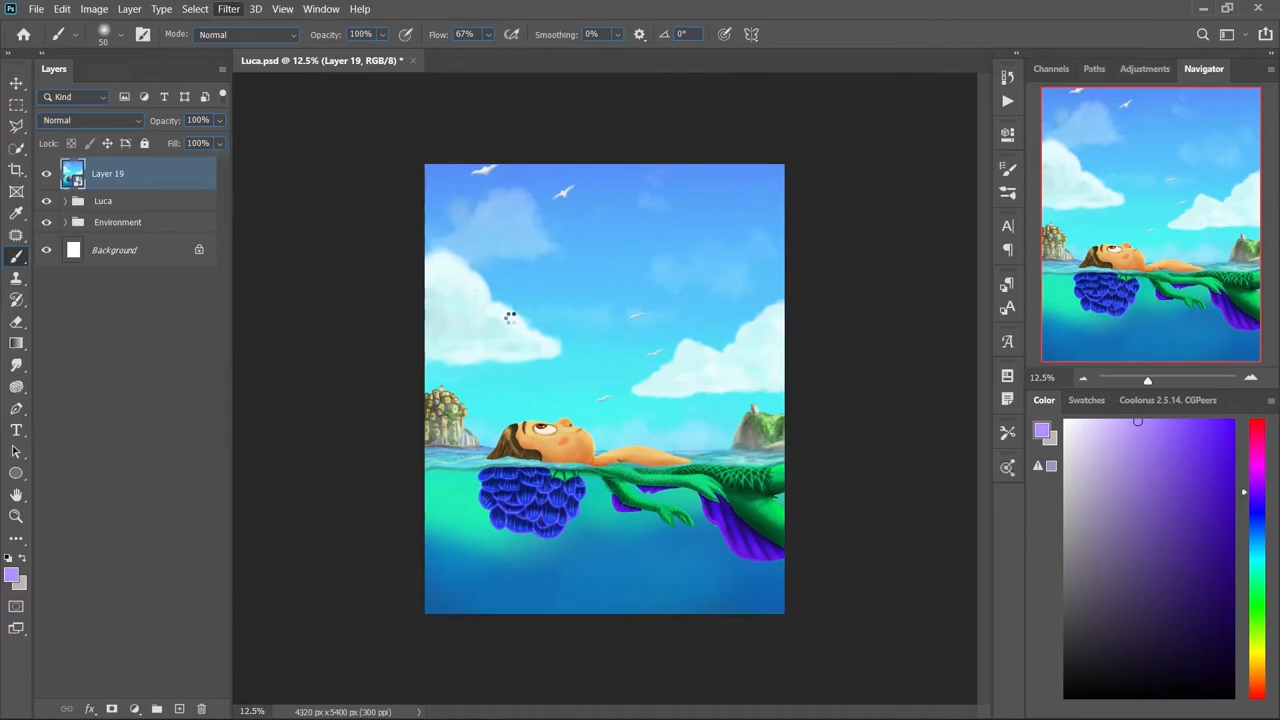 Ps File Edit Image Layer Type Select Filter 3D View Window Help
50 Mode: Normal Opacity: 100% Flow: 67% Smoothing: 0% 0°
Luca.psd @ 12.5% (Layer 19, RGB/8) *
Layers
Kind
Normal Opacity: 100%
Lock: Fill: 100%
Layer 19
Luca
Environment
Background
12.5% 4320 px x 5400 px (300 ppi)
Channels Paths Adjustments Navigator
12.5%
Color Swatches Coolorus 2.5.14. CGPeers